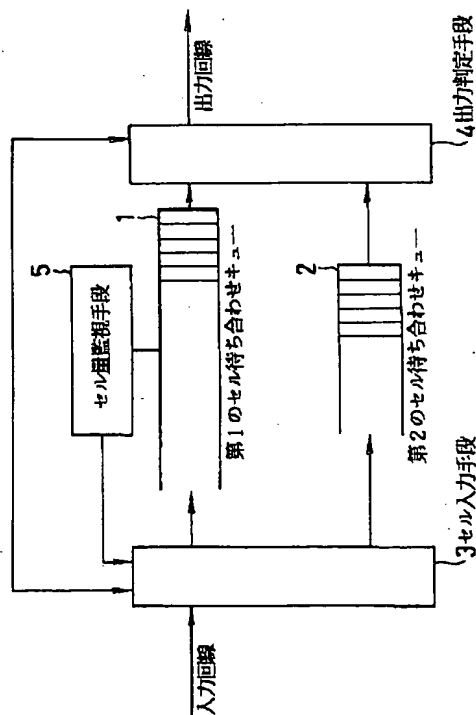 5
セル量監視手段
入力回線
1
第1のセル待ち合わせキュー
出力回線
2
第2のセル待ち合わせキュー
3セル入力手段
4出力判定手段